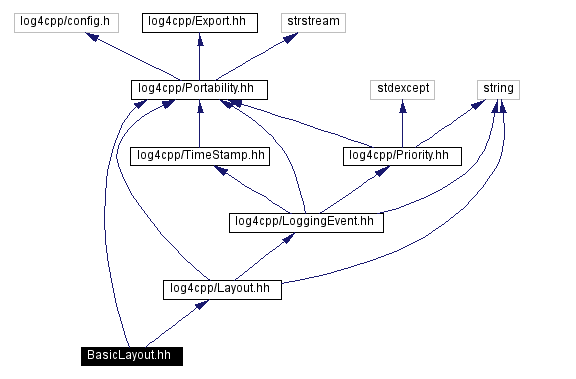 log4cpp/config.h
log4cpp/Export.hh
strstream
log4cpp/Portability.hh
stdexcept
string
log4cpp/TimeStamp.hh
log4cpp/Priority.hh
log4cpp/LoggingEvent.hh
log4cpp/Layout.hh
BasicLayout.hh